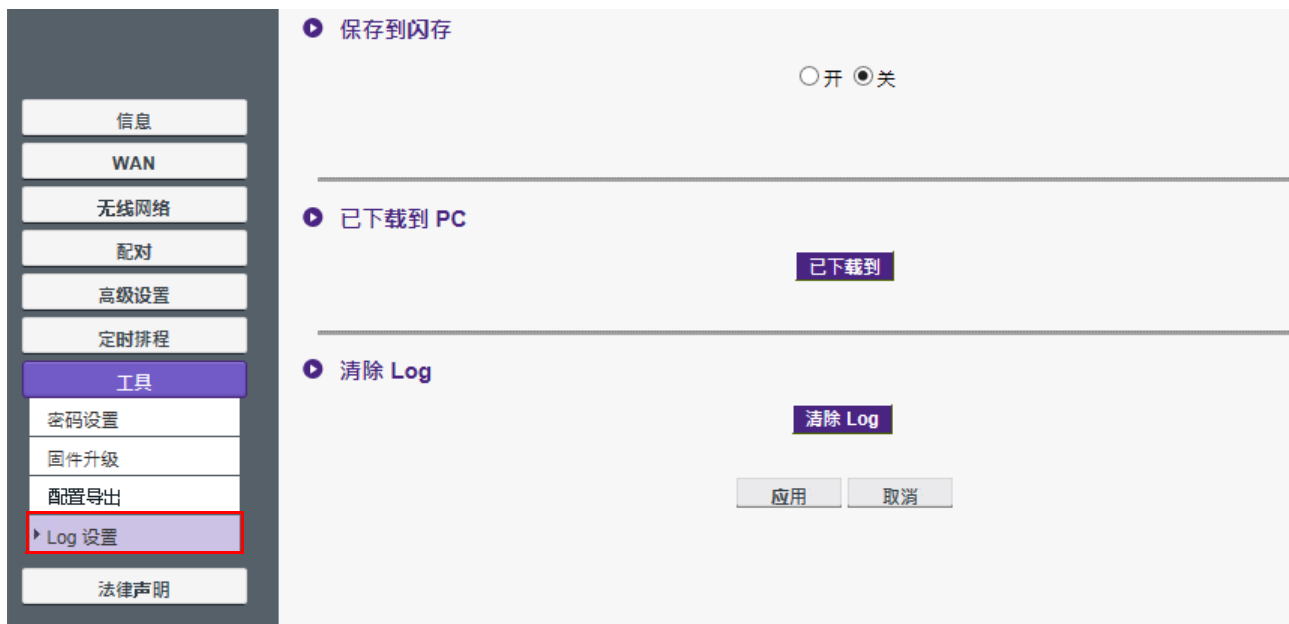 信息
WAN
无线网络
配对
高级设置
定时排程
工具
密码设置
固件升级
配置导出
Log 设置
法律声明
保存到闪存
开 关
已下载到 PC
已下载到
清除 Log
清除 Log
应用 取消